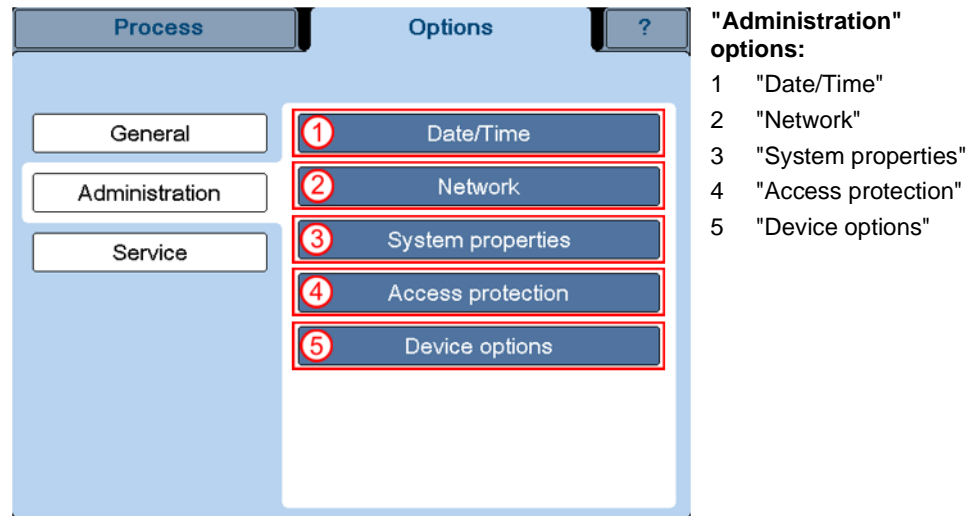 Process
Options
?
General
Administration
Service
1 Date/Time
2 Network
3 System properties
4 Access protection
5 Device options
"Administration"
options:
1 "Date/Time"
2 "Network"
3 "System properties"
4 "Access protection"
5 "Device options"